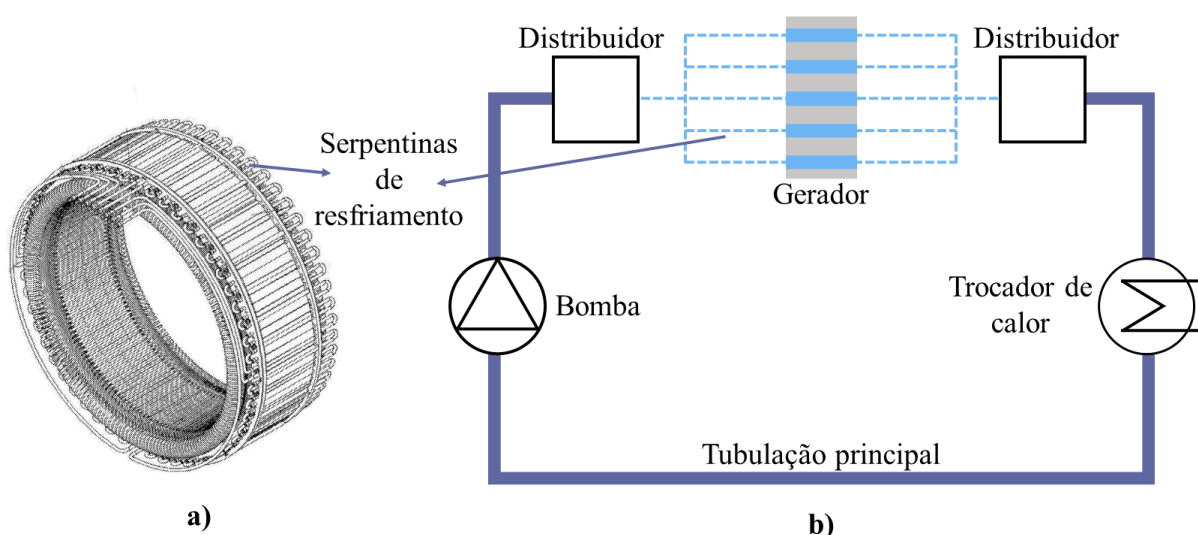 Distribuidor
Distribuidor
Serpentinas
de
resfriamento
Gerador
Bomba
Trocador de
calor
Tubulação principal
a)
b)